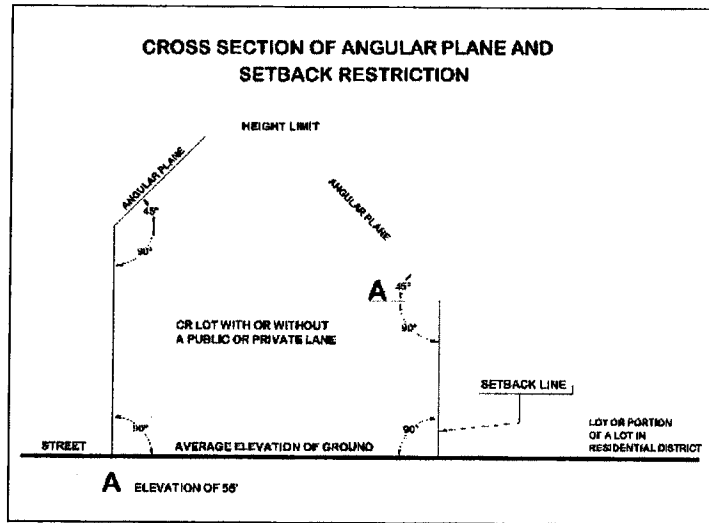 CROSS SECTION OF ANGULAR PLANE AND
SETBACK RESTRICTION
HEIGHT LIMIT
ANGULAR PLANE
45°
90°
ANGULAR PLANE
45°
A
90°
CR LOT WITH OR WITHOUT
A PUBLIC OR PRIVATE LANE
SETBACK LINE
90°
90°
LOT OR PORTION
OF A LOT IN
RESIDENTIAL DISTRICT
STREET
AVERAGE ELEVATION OF GROUND
A ELEVATION OF 55'